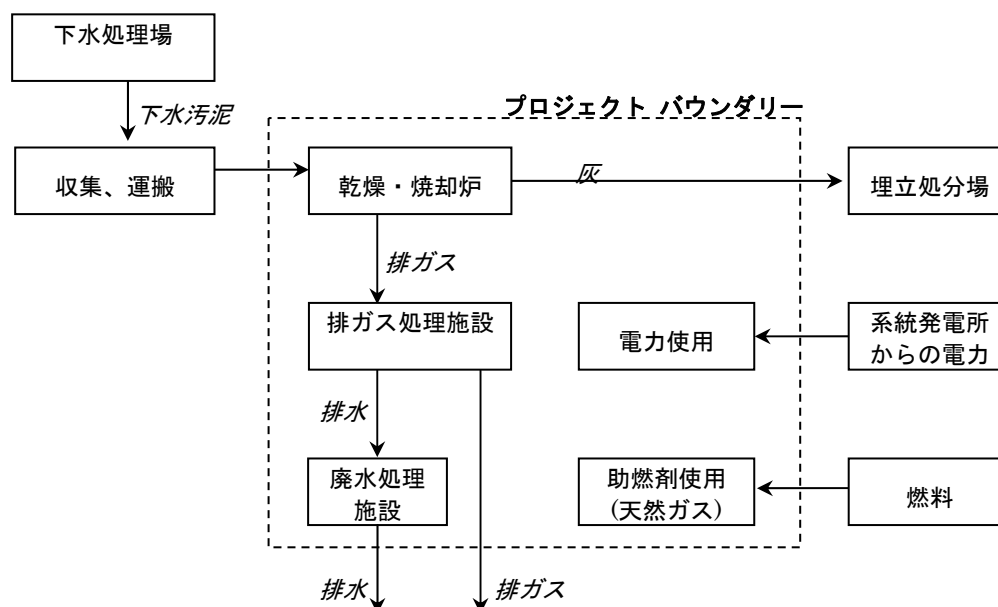 下水処理場
下水汚泥
プロジェクト バウンダリー
収集、運搬
乾燥・焼却炉
灰
埋立処分場
排ガス
排ガス処理施設
電力使用
系統発電所
からの電力
排水
廃水処理
施設
助燃剤使用
(天然ガス)
燃料
排水
排ガス